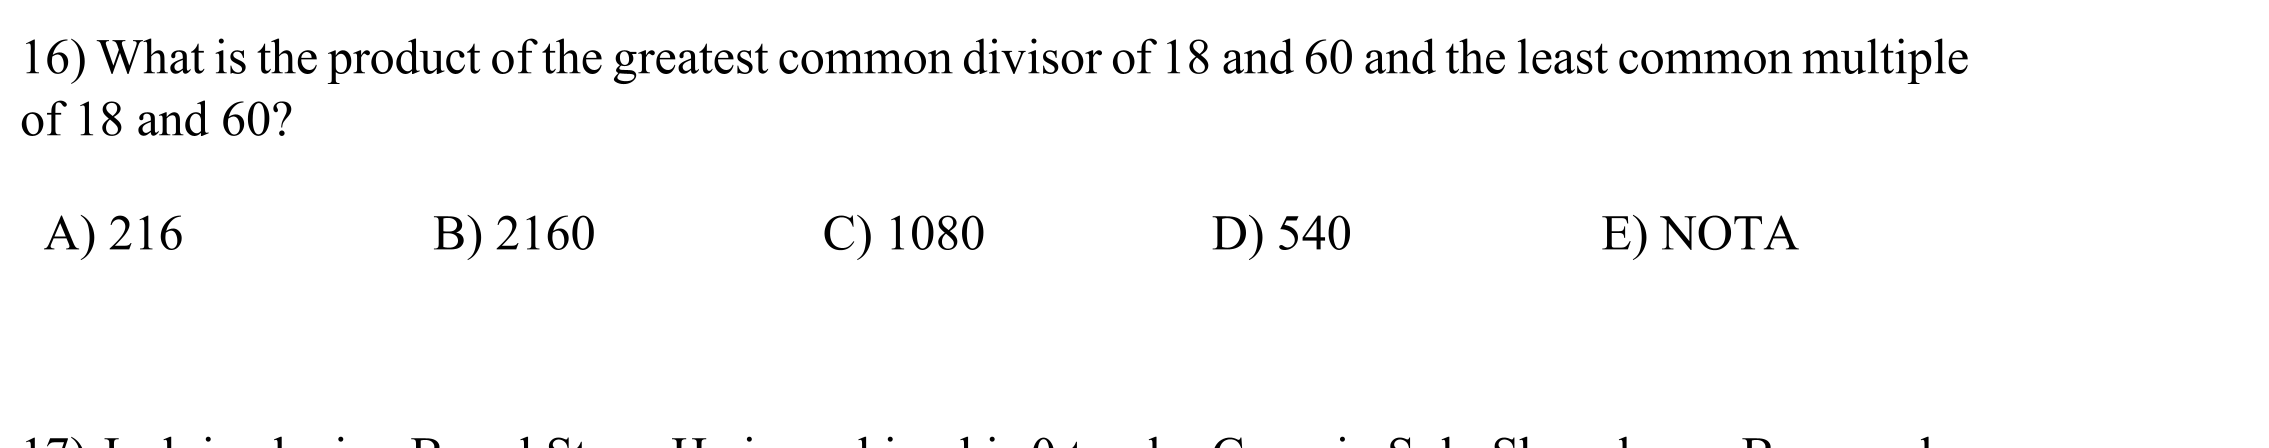 16) What is the product of the greatest common divisor of 18 and 60 and the least common multiple
of 18 and 60?
A) 216 B) 2160 C) 1080 D) 540 E) NOTA